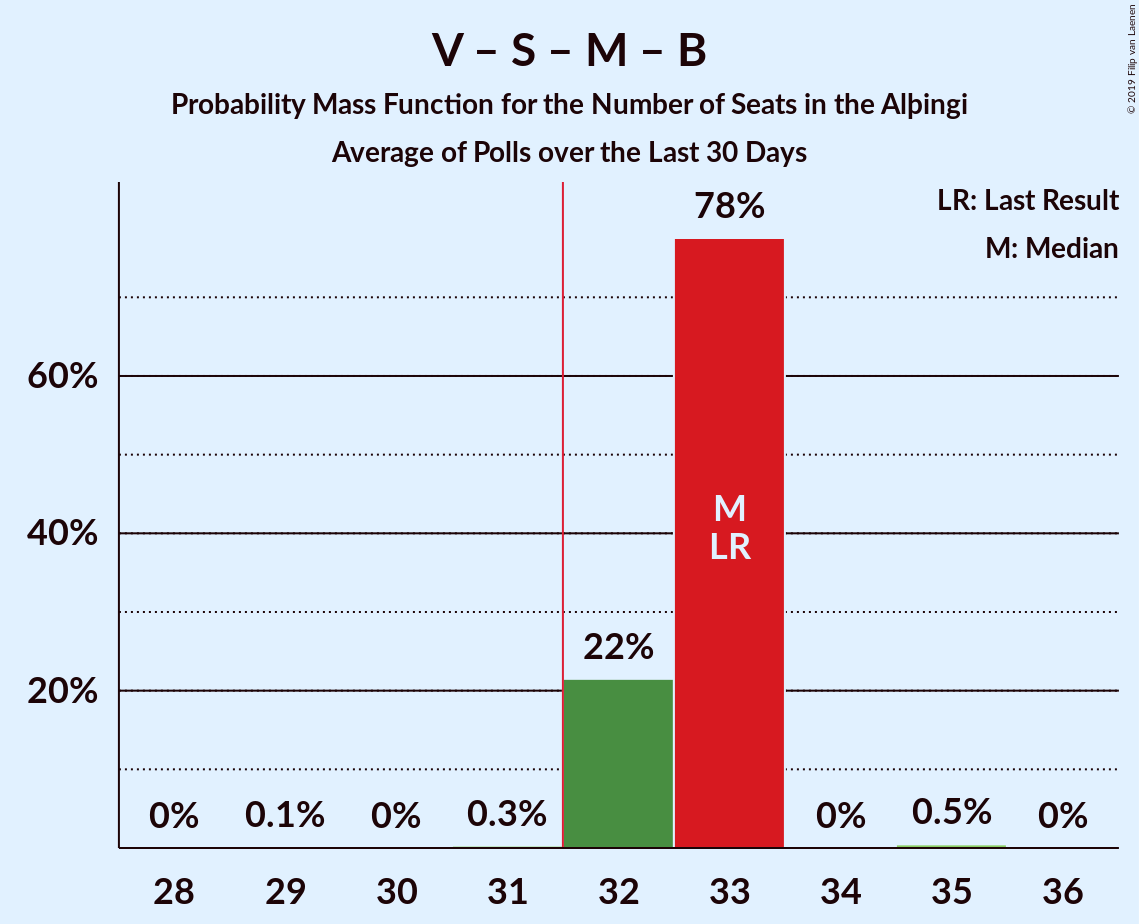 V – S – M – B
Probability Mass Function for the Number of Seats in the Alþingi
Average of Polls over the Last 30 Days
© 2019 Filip van Laenen
LR: Last Result
M: Median
78%
60%
M
LR
40%
22%
20%
0%
0.1%
0%
0.3%
0%
0.5%
0%
28
29
30
31
32
33
34
35
36